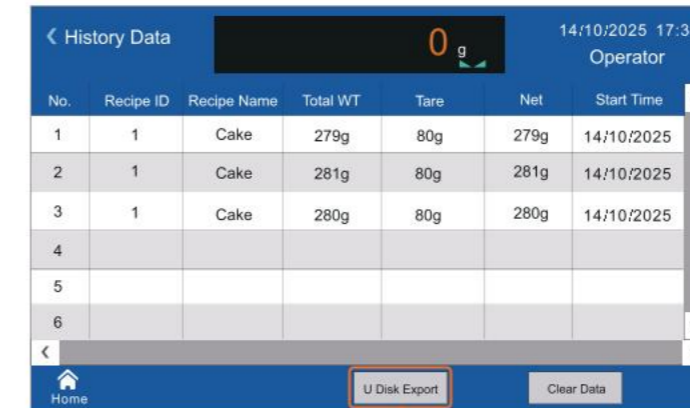 ❮ History Data
0 g
14/10/2025 17:3
Operator
No. Recipe ID Recipe Name Total WT Tare Net Start Time
1 1 Cake 279g 80g 279g 14/10/2025
2 1 Cake 281g 80g 281g 14/10/2025
3 1 Cake 280g 80g 280g 14/10/2025
4
5
6
❮
Home U Disk Export Clear Data